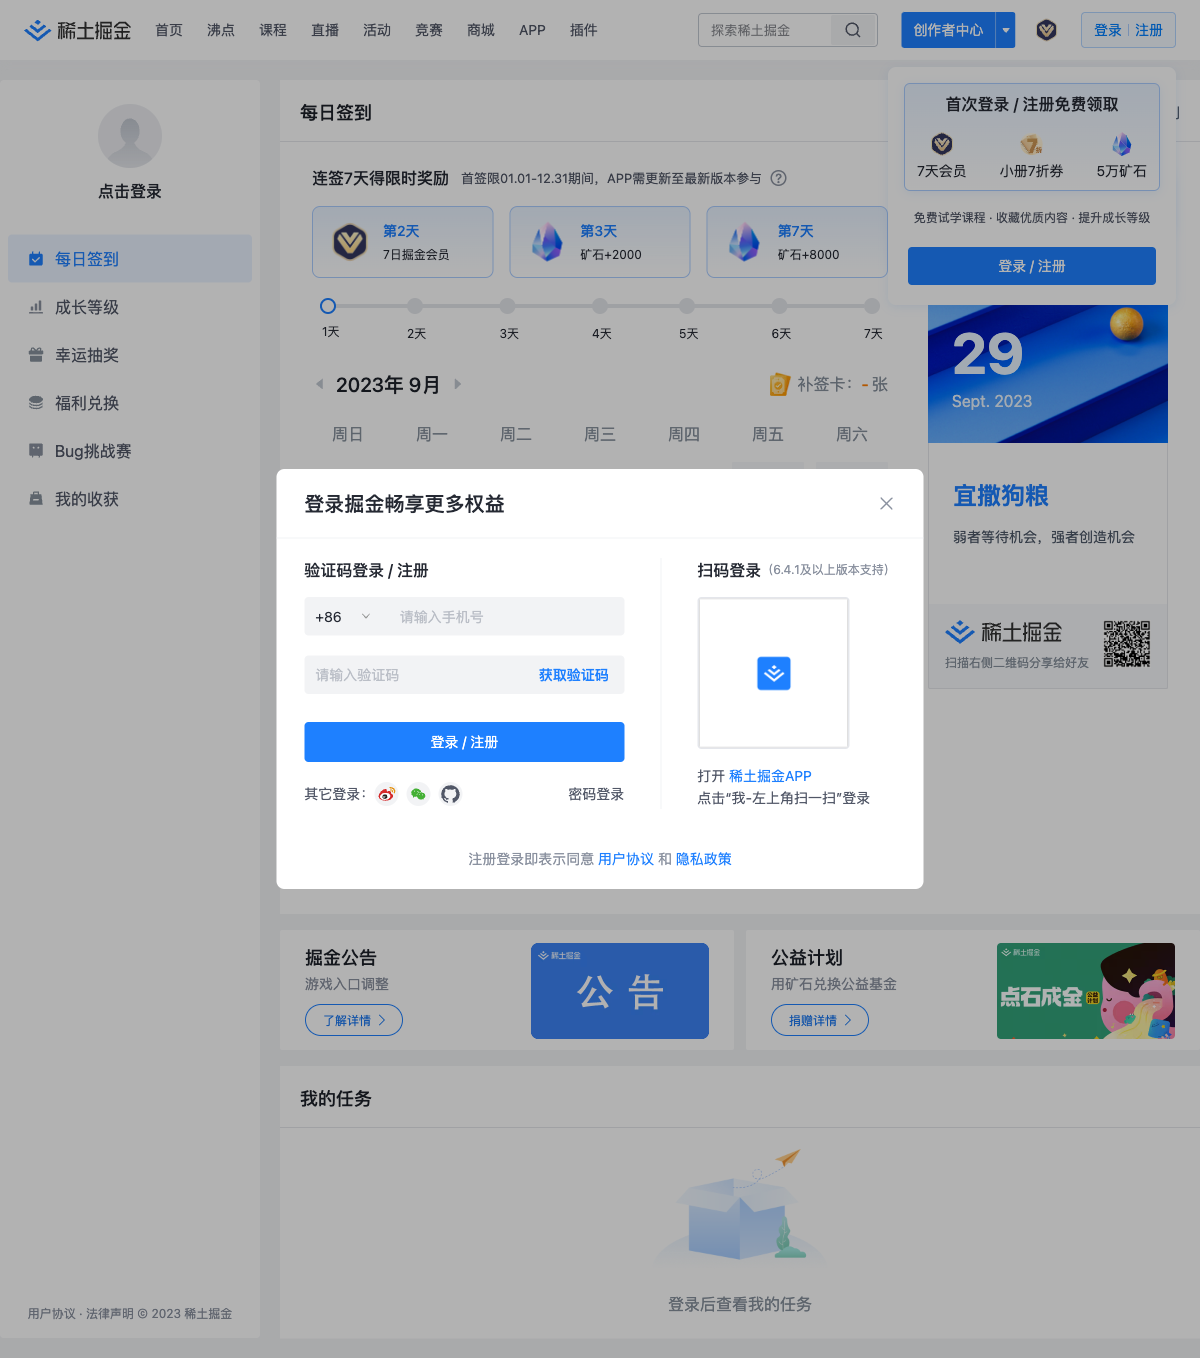 稀土掘金
首页 沸点 课程 直播 活动 竞赛 商城 APP 插件
探索稀土掘金
创作者中心
登录 注册
首次登录 / 注册免费领取
7天会员 小册7折券 5万矿石
免费试学课程 · 收藏优质内容 · 提升成长等级
登录 / 注册
点击登录
每日签到
成长等级
幸运抽奖
福利兑换
Bug挑战赛
我的收获
用户协议 · 法律声明 © 2023 稀土掘金
每日签到
连签7天得限时奖励 首签限01.01-12.31期间，APP需更新至最新版本参与 ?
第2天
7日掘金会员
第3天
矿石+2000
第7天
矿石+8000
1天 2天 3天 4天 5天 6天 7天
2023年 9月
补签卡： - 张
周日 周一 周二 周三 周四 周五 周六
29
Sept. 2023
宜撒狗粮
弱者等待机会，强者创造机会
稀土掘金
扫描右侧二维码分享给好友
登录掘金畅享更多权益
验证码登录 / 注册
+86 请输入手机号
请输入验证码 获取验证码
登录 / 注册
其它登录： 密码登录
扫码登录 (6.4.1及以上版本支持)
打开 稀土掘金APP
点击“我-左上角扫一扫”登录
注册登录即表示同意 用户协议 和 隐私政策
掘金公告
游戏入口调整
了解详情
稀土掘金
公告
公益计划
用矿石兑换公益基金
捐赠详情
稀土掘金
点石成金
我的任务
登录后查看我的任务